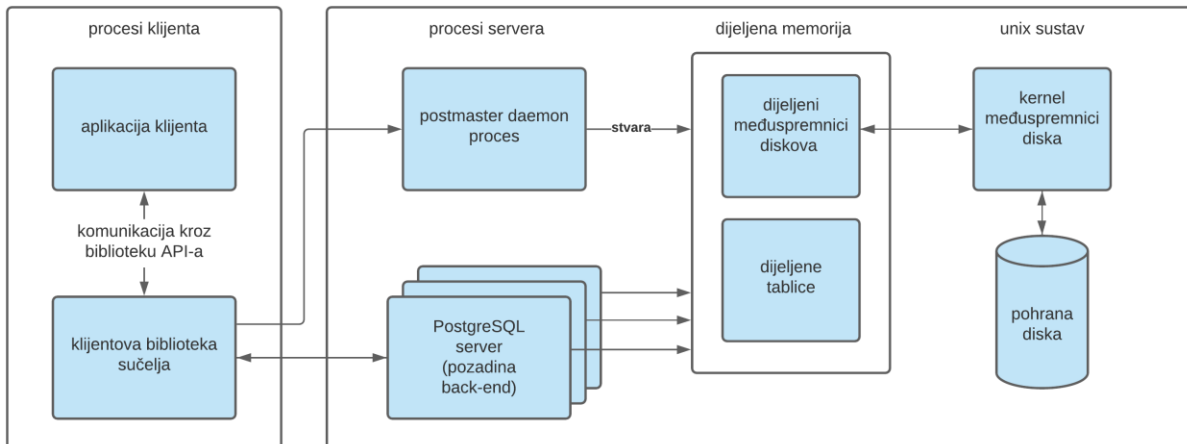 procesi klijenta
aplikacija klijenta
komunikacija kroz
biblioteku API-a
klijentova biblioteka
sučelja
procesi servera
postmaster daemon
proces
stvara
PostgreSQL
server
(pozadina
back-end)
dijeljena memorija
dijeljeni
međuspremnici
diskova
dijeljene
tablice
unix sustav
kernel
međuspremnici
diska
pohrana
diska